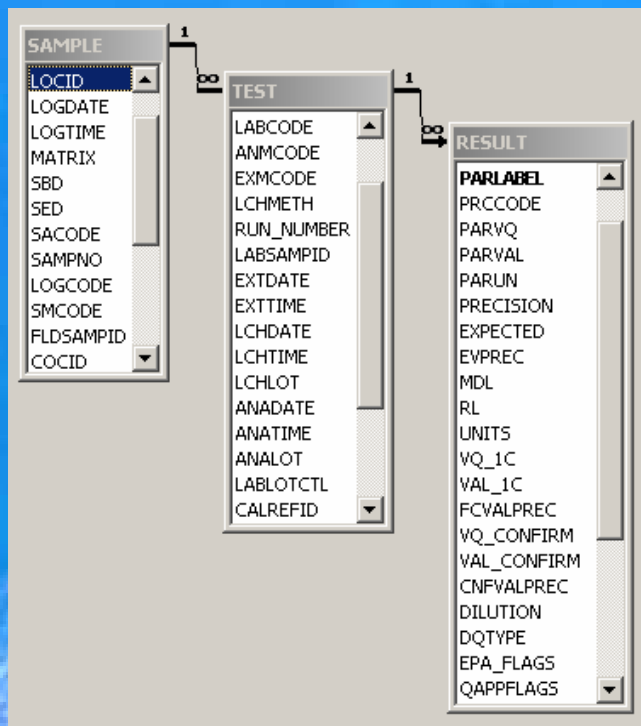 SAMPLE
LOCID
LOGDATE
LOGTIME
MATRIX
SBD
SED
SACODE
SAMPNO
LOGCODE
SMCODE
FLDSAMPID
COCID
1
∞
TEST
LABCODE
ANMCODE
EXMCODE
LCHMETH
RUN_NUMBER
LABSAMPID
EXTDATE
EXTTIME
LCHDATE
LCHTIME
LCHLOT
ANADATE
ANATIME
ANALOT
LABLOTCTL
CALREFID
1
∞
RESULT
PARLABEL
PRCCODE
PARVQ
PARVAL
PARUN
PRECISION
EXPECTED
EVPREC
MDL
RL
UNITS
VQ_1C
VAL_1C
FCVALPREC
VQ_CONFIRM
VAL_CONFIRM
CNFVALPREC
DILUTION
DQTYPE
EPA_FLAGS
QAPPFLAGS